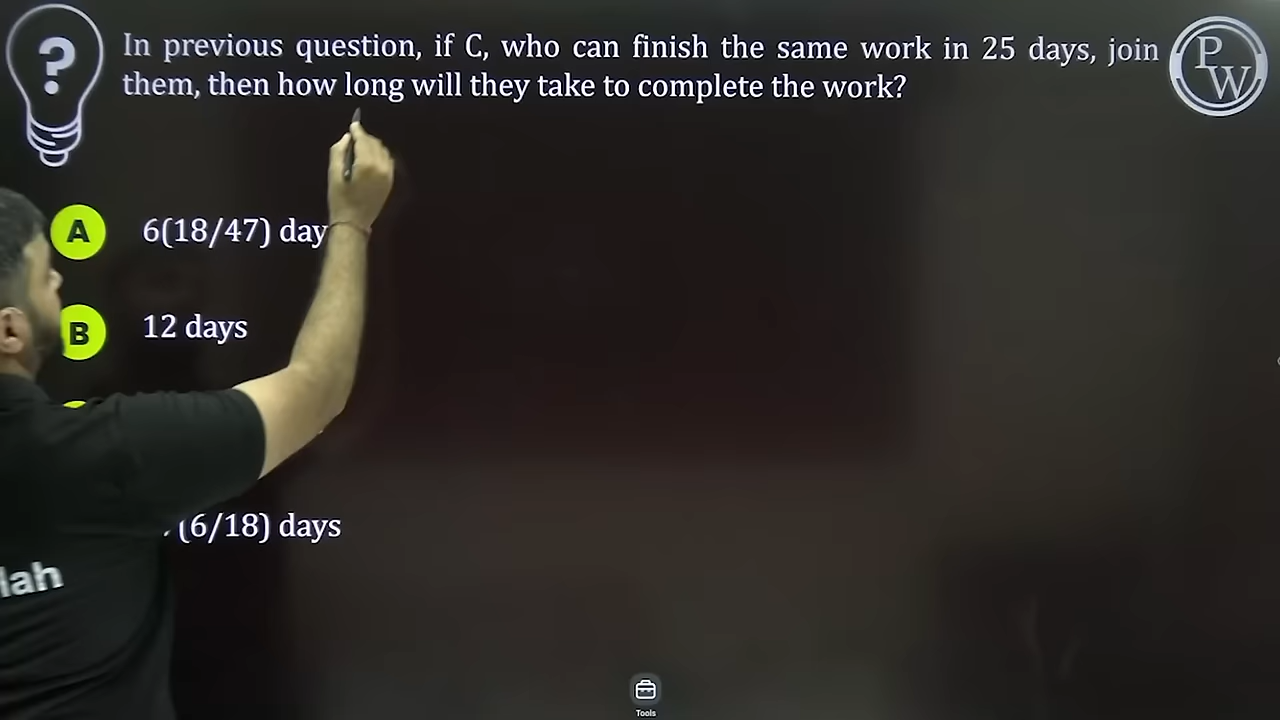 ?
In previous question, if C, who can finish the same work in 25 days, join
them, then how long will they take to complete the work?
P
W
A 6(18/47) day
B 12 days
(6/18) days
lah
Tools